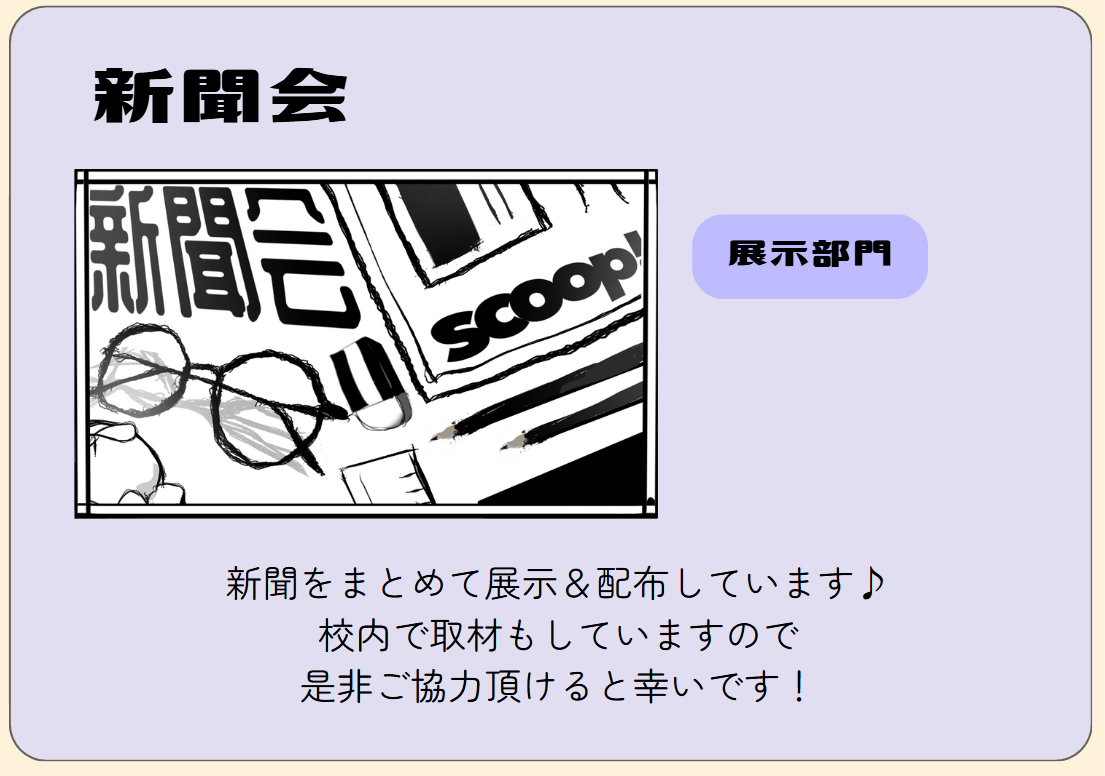 新聞会
新聞会
scoop!
展示部門
新聞をまとめて展示＆配布しています♪
校内で取材もしていますので
是非ご協力頂けると幸いです！